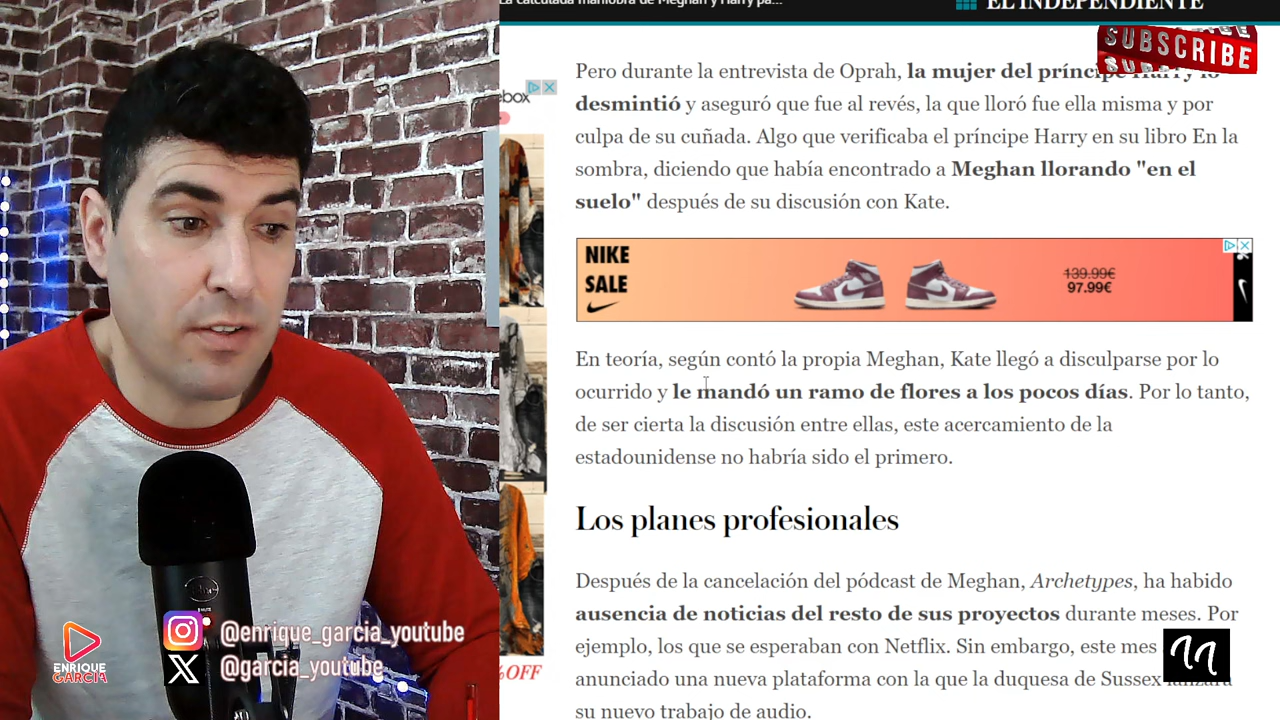 La calculada maniobra de Meghan y Harry pa...
EL INDEPENDIENTE
SUBSCRIBE
Pero durante la entrevista de Oprah, la mujer del príncipe Harry lo
desmintió y aseguró que fue al revés, la que lloró fue ella misma y por
culpa de su cuñada. Algo que verificaba el príncipe Harry en su libro En la
sombra, diciendo que había encontrado a Meghan llorando "en el
suelo" después de su discusión con Kate.
NIKE
SALE
139.99€
97.99€
En teoría, según contó la propia Meghan, Kate llegó a disculparse por lo
ocurrido y le mandó un ramo de flores a los pocos días. Por lo tanto,
de ser cierta la discusión entre ellas, este acercamiento de la
estadounidense no habría sido el primero.
Los planes profesionales
Después de la cancelación del pódcast de Meghan, Archetypes, ha habido
ausencia de noticias del resto de sus proyectos durante meses. Por
ejemplo, los que se esperaban con Netflix. Sin embargo, este mes
anunciado una nueva plataforma con la que la duquesa de Sussex lanzará
su nuevo trabajo de audio.
%OFF
ENRIQUE
GARCIA
@enrique_garcia_youtube
@garcia_youtube